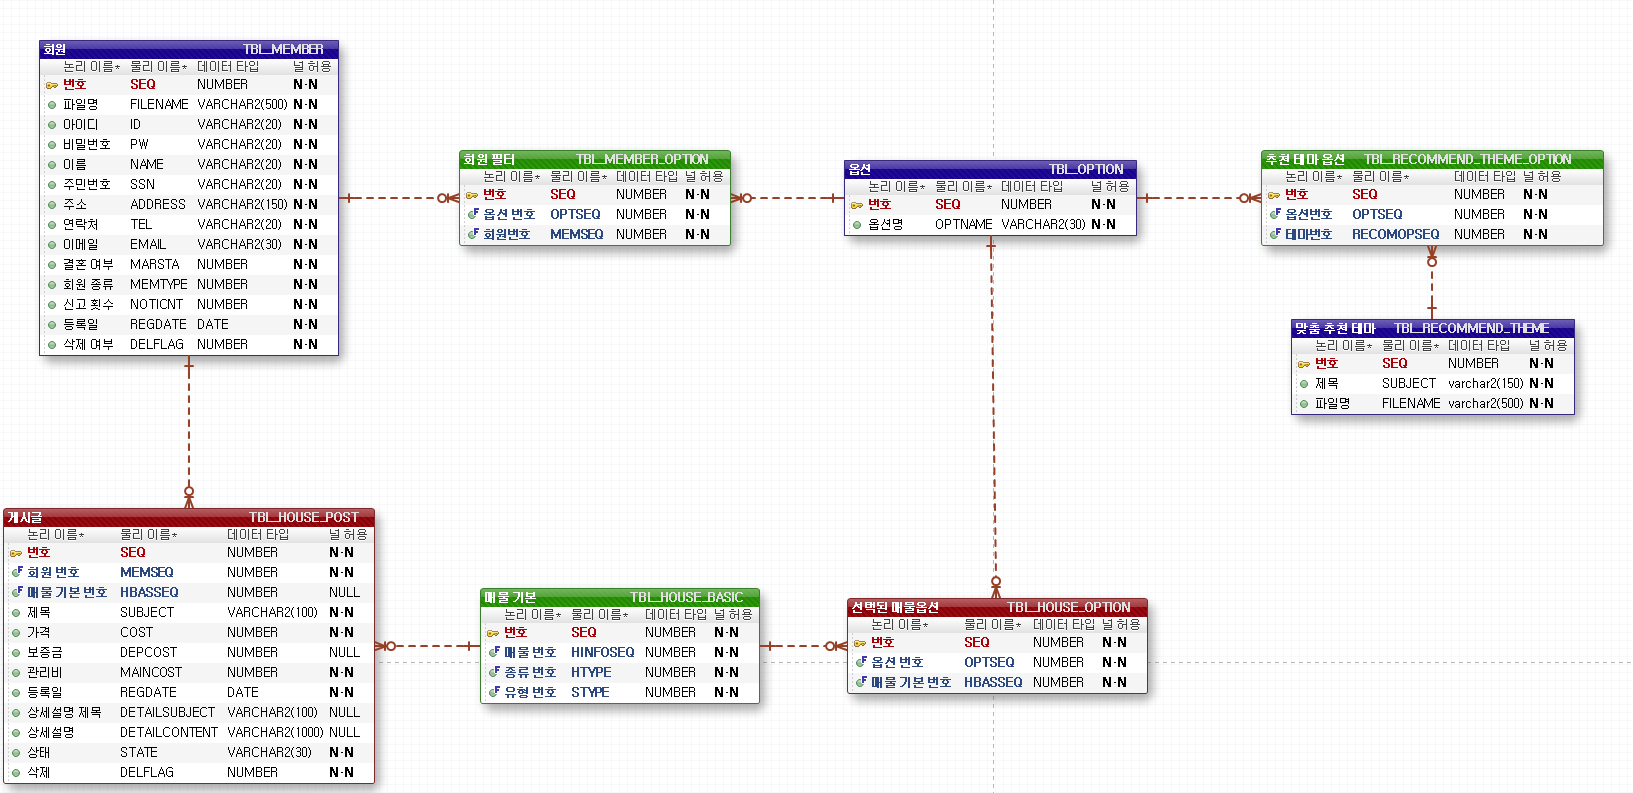 회원 TBL_MEMBER
논리 이름* 물리 이름* 데이터 타입 널 허용
번호 SEQ NUMBER N-N
파일명 FILENAME VARCHAR2(500) N-N
아이디 ID VARCHAR2(20) N-N
비밀번호 PW VARCHAR2(20) N-N
이름 NAME VARCHAR2(20) N-N
주민번호 SSN VARCHAR2(20) N-N
주소 ADDRESS VARCHAR2(150) N-N
연락처 TEL VARCHAR2(20) N-N
이메일 EMAIL VARCHAR2(30) N-N
결혼 여부 MARSTA NUMBER N-N
회원 종류 MEMTYPE NUMBER N-N
신고 횟수 NOTICNT NUMBER N-N
등록일 REGDATE DATE N-N
삭제 여부 DELFLAG NUMBER N-N
회원 필터 TBL_MEMBER_OPTION
논리 이름* 물리 이름* 데이터 타입 널 허용
번호 SEQ NUMBER N-N
F 옵션 번호 OPTSEQ NUMBER N-N
F 회원번호 MEMSEQ NUMBER N-N
옵션 TBL_OPTION
논리 이름* 물리 이름* 데이터 타입 널 허용
번호 SEQ NUMBER N-N
옵션명 OPTNAME VARCHAR2(30) N-N
추천 테마 옵션 TBL_RECOMMEND_THEME_OPTION
논리 이름* 물리 이름* 데이터 타입 널 허용
번호 SEQ NUMBER N-N
F 옵션번호 OPTSEQ NUMBER N-N
F 테마번호 RECOMOPSEQ NUMBER N-N
맞춤 추천 테마 TBL_RECOMMEND_THEME
논리 이름* 물리 이름* 데이터 타입 널 허용
번호 SEQ NUMBER N-N
제목 SUBJECT varchar2(150) N-N
파일명 FILENAME varchar2(500) N-N
게시글 TBL_HOUSE_POST
논리 이름* 물리 이름* 데이터 타입 널 허용
번호 SEQ NUMBER N-N
F 회원 번호 MEMSEQ NUMBER N-N
F 매물 기본 번호 HBASSEQ NUMBER NULL
제목 SUBJECT VARCHAR2(100) N-N
가격 COST NUMBER N-N
보증금 DEPCOST NUMBER NULL
관리비 MAINCOST NUMBER N-N
등록일 REGDATE DATE N-N
상세설명 제목 DETAILSUBJECT VARCHAR2(100) NULL
상세설명 DETAILCONTENT VARCHAR2(1000) NULL
상태 STATE VARCHAR2(30) N-N
삭제 DELFLAG NUMBER N-N
매물 기본 TBL_HOUSE_BASIC
논리 이름* 물리 이름* 데이터 타입 널 허용
번호 SEQ NUMBER N-N
F 매물 번호 HINFOSEQ NUMBER N-N
F 종류 번호 HTYPE NUMBER N-N
F 유형 번호 STYPE NUMBER N-N
선택된 매물옵션 TBL_HOUSE_OPTION
논리 이름* 물리 이름* 데이터 타입 널 허용
번호 SEQ NUMBER N-N
F 옵션 번호 OPTSEQ NUMBER N-N
F 매물 기본 번호 HBASSEQ NUMBER N-N